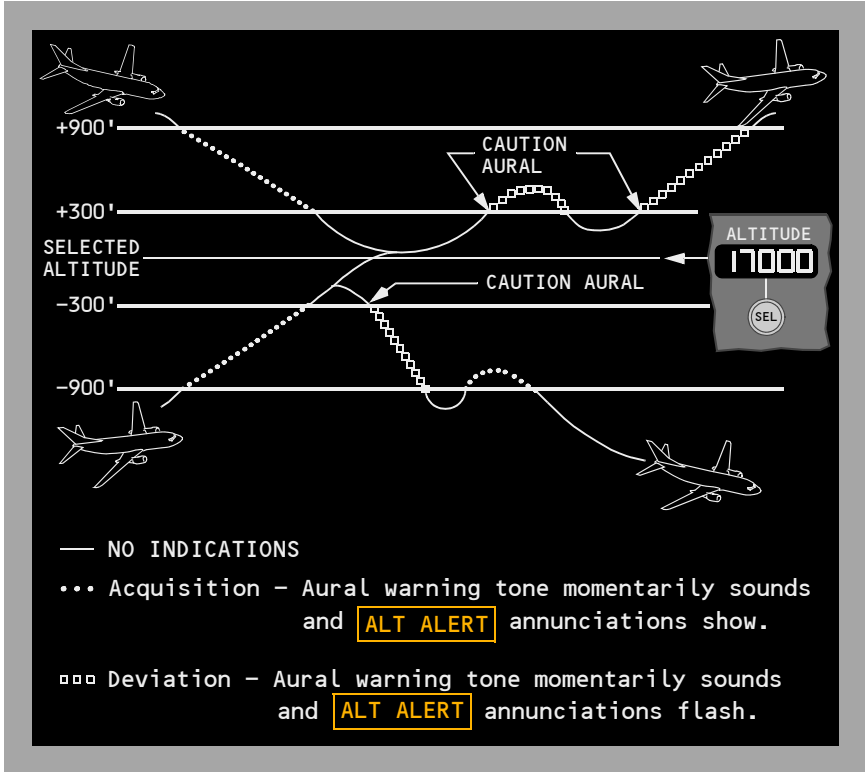 +900'
CAUTION
AURAL
+300'
ALTITUDE
SELECTED
ALTITUDE
17000
CAUTION AURAL
−300'
SEL
−900'
NO INDICATIONS
Acquisition − Aural warning tone momentarily sounds
and ALT ALERT annunciations show.
Deviation − Aural warning tone momentarily sounds
and ALT ALERT annunciations flash.